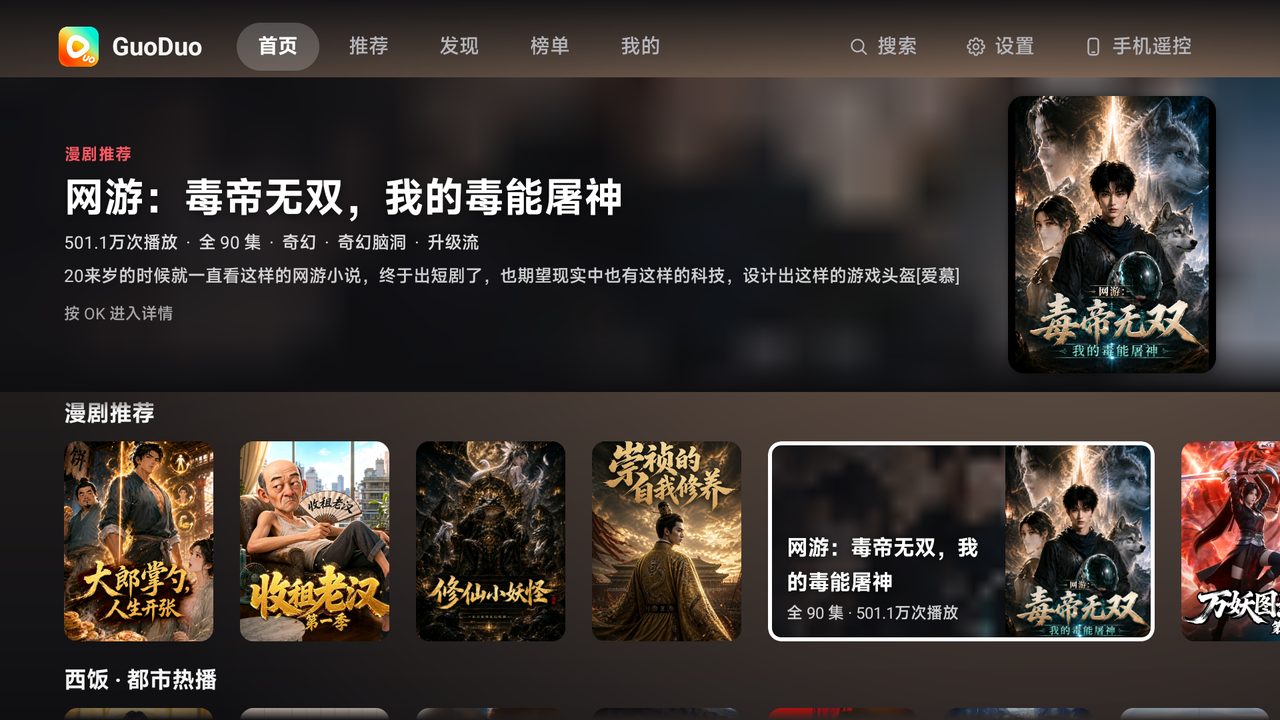 GuoDuo
首页
推荐
发现
榜单
我的
搜索
设置
手机遥控
漫剧推荐
网游：毒帝无双，我的毒能屠神
501.1万次播放 · 全 90 集 · 奇幻 · 奇幻脑洞 · 升级流
20来岁的时候就一直看这样的网游小说，终于出短剧了，也期望现实中也有这样的科技，设计出这样的游戏头盔[爱慕]
按 OK 进入详情
网游：
毒帝无双
我的毒能屠神
漫剧推荐
饼
大郎掌勺，
人生开张
收租老汉
收租老汉
第一季
修仙小妖怪
崇祯的
自我修养
网游：毒帝无双，我
的毒能屠神
全 90 集 · 501.1万次播放
网游：
毒帝无双
我的毒能屠神
万妖图
西饭 · 都市热播